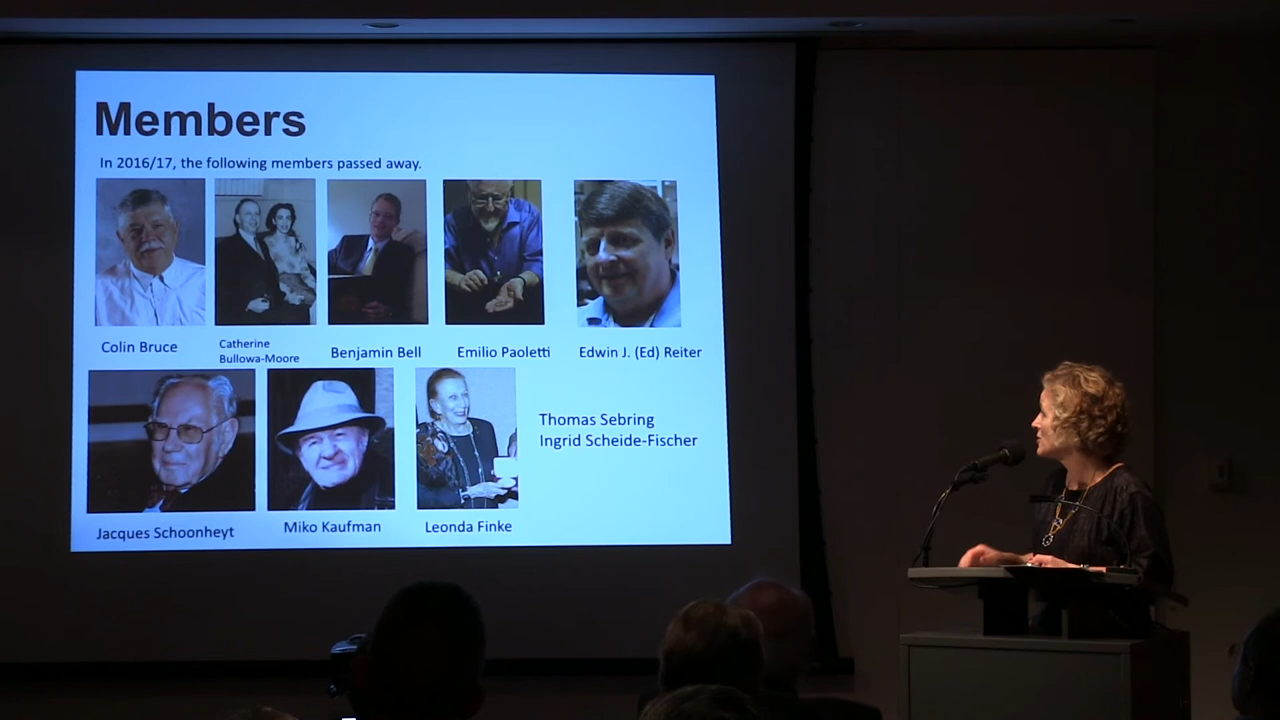 Members
In 2016/17, the following members passed away.
Colin Bruce
Catherine
Bullowa-Moore
Benjamin Bell
Emilio Paoletti
Edwin J. (Ed) Reiter
Thomas Sebring
Ingrid Scheide-Fischer
Jacques Schoonheyt
Miko Kaufman
Leonda Finke